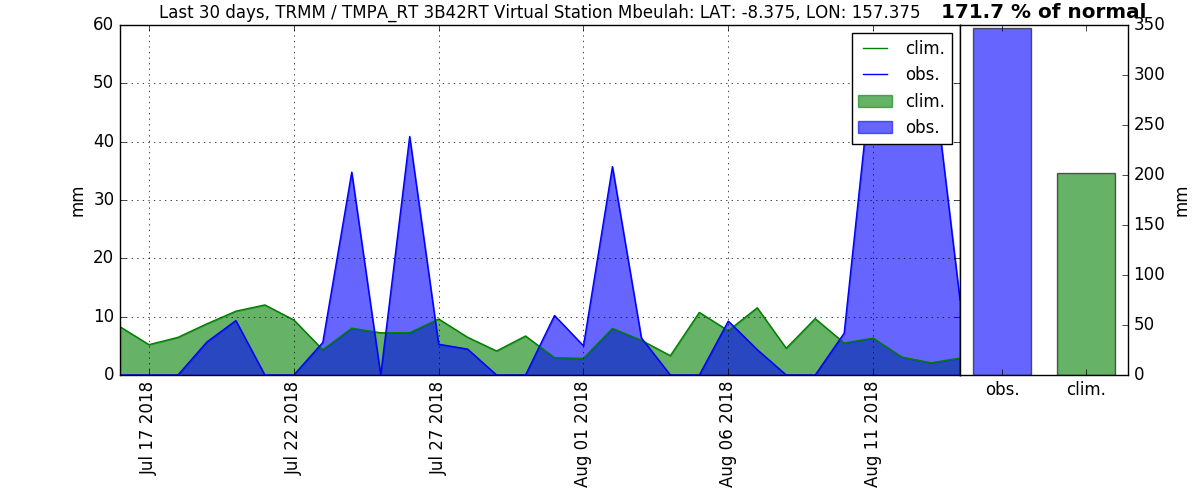 Last 30 days, TRMM / TMPA_RT 3B42RT Virtual Station Mbeulah: LAT: -8.375, LON: 157.375
171.7 % of normal
60
50
40
30
20
10
0
mm
clim.
obs.
clim.
obs.
350
300
250
200
150
100
50
0
mm
Jul 17 2018
Jul 22 2018
Jul 27 2018
Aug 01 2018
Aug 06 2018
Aug 11 2018
obs.
clim.